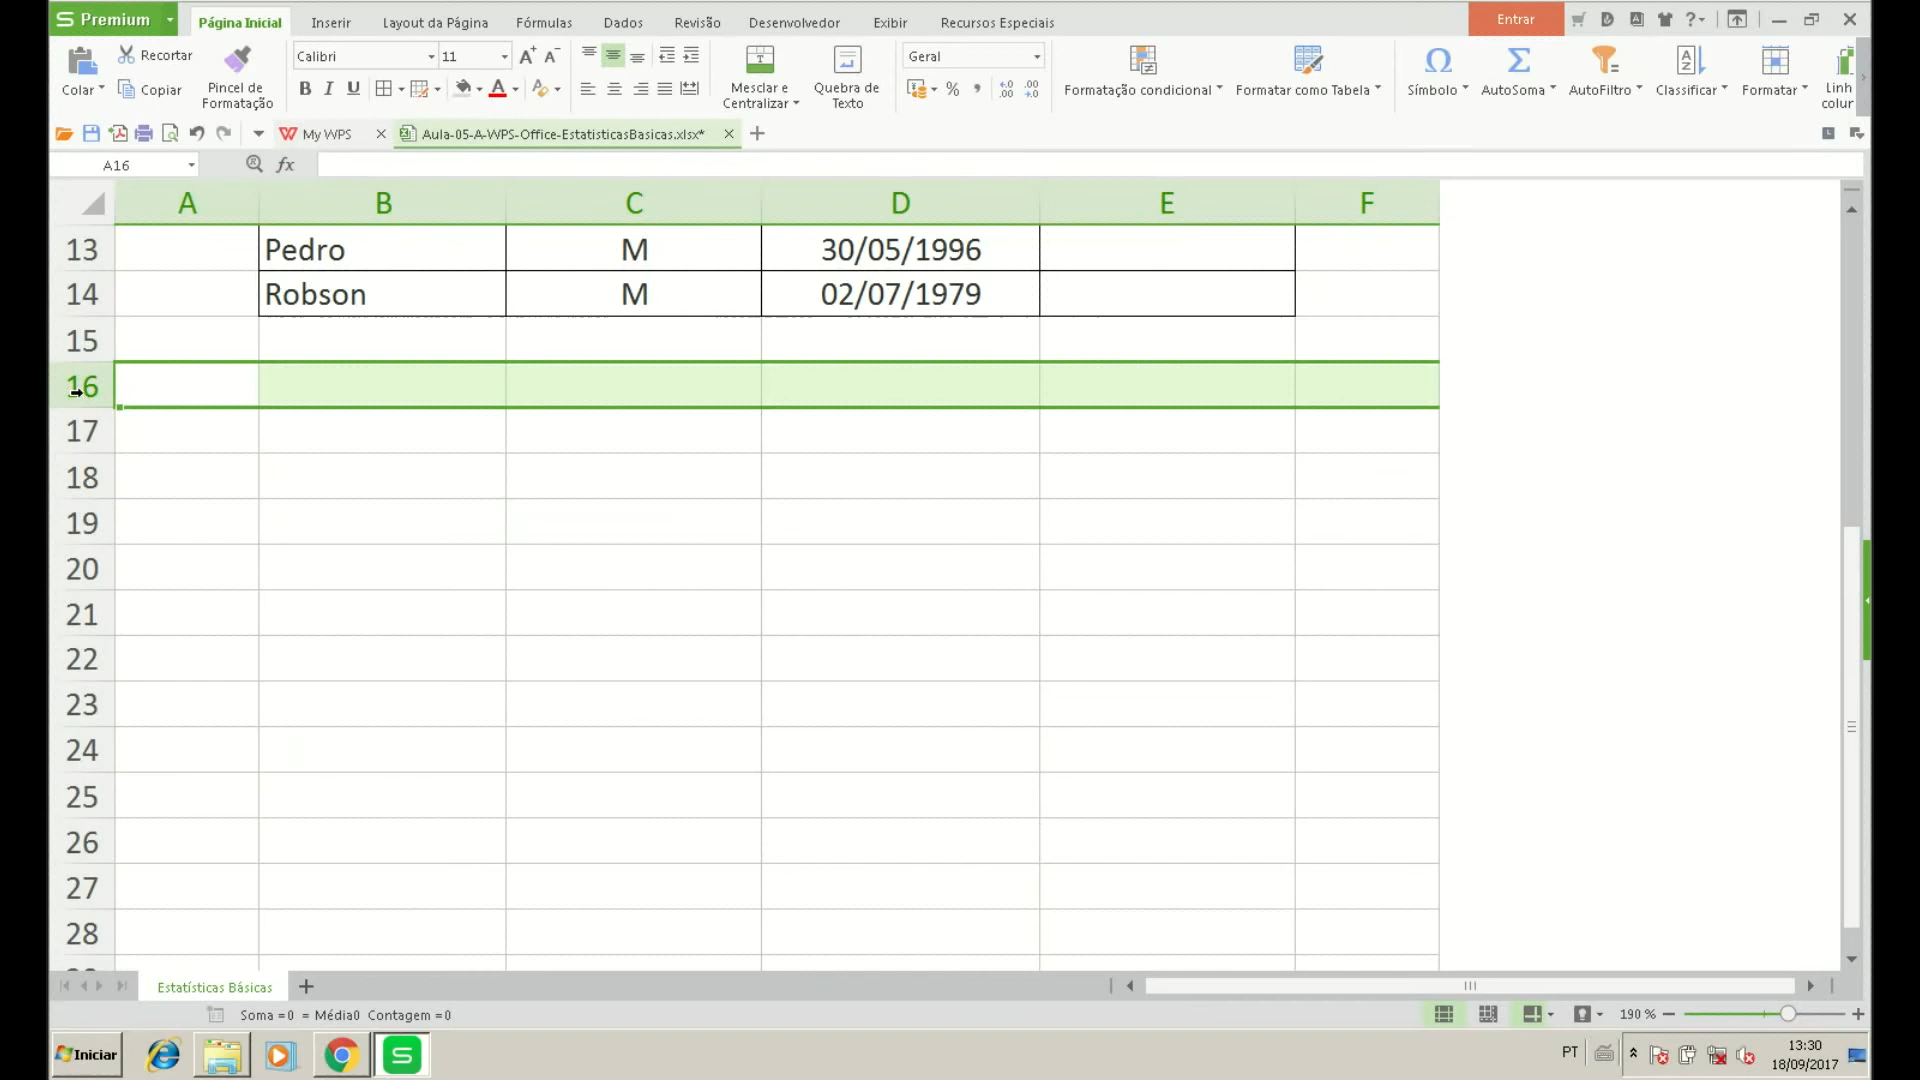 Premium Página Inicial Inserir Layout da Página Fórmulas Dados Revisão Desenvolvedor Exibir Recursos Especiais Entrar
Colar Recortar Copiar Pincel de Formatação
Calibri 11
Mesclar e Centralizar Quebra de Texto
Geral
Formatação condicional Formatar como Tabela Símbolo AutoSoma AutoFiltro Classificar Formatar Linh colur
My WPS Aula-05-A-WPS-Office-EstatisticasBasicas.xlsx*
A16 fx
A B C D E F
13 Pedro M 30/05/1996
14 Robson M 02/07/1979
15
16
17
18
19
20
21
22
23
24
25
26
27
28
Estatísticas Básicas
Soma=0 = Média0 Contagem=0 190 %
Iniciar PT 13:30
18/09/2017